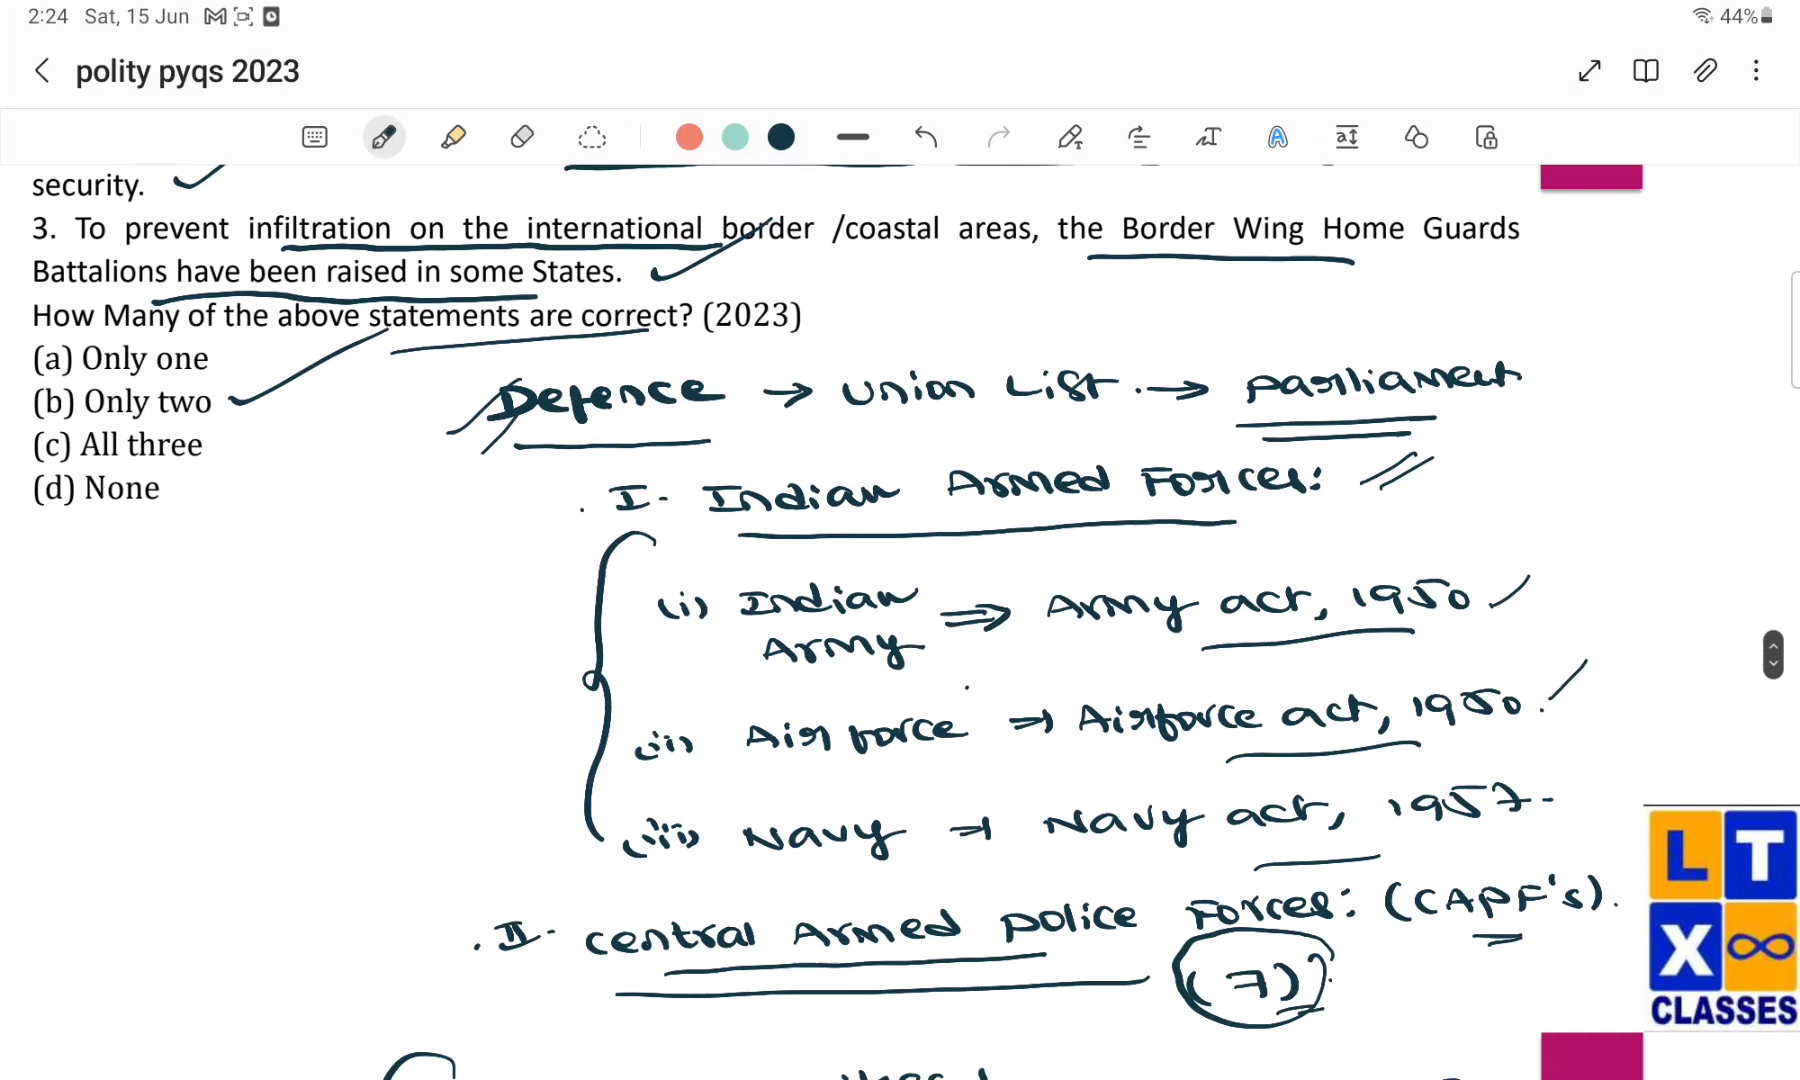 2:24 Sat, 15 Jun
44%
polity pyqs 2023
security.
3. To prevent infiltration on the international border /coastal areas, the Border Wing Home Guards
Battalions have been raised in some States.
How Many of the above statements are correct? (2023)
(a) Only one
(b) Only two
(c) All three
(d) None
Defence → Union List. → Parliament
I. Indian Armed Forces:
(i) Indian Army ⇒ Army act, 1950
(ii) Air force ⇒ Airforce act, 1950.
(iii) Navy ⇒ Navy act, 1957.
II. Central Armed Police Forces: (CAPF's).
(7)
L T
X ∞
CLASSES